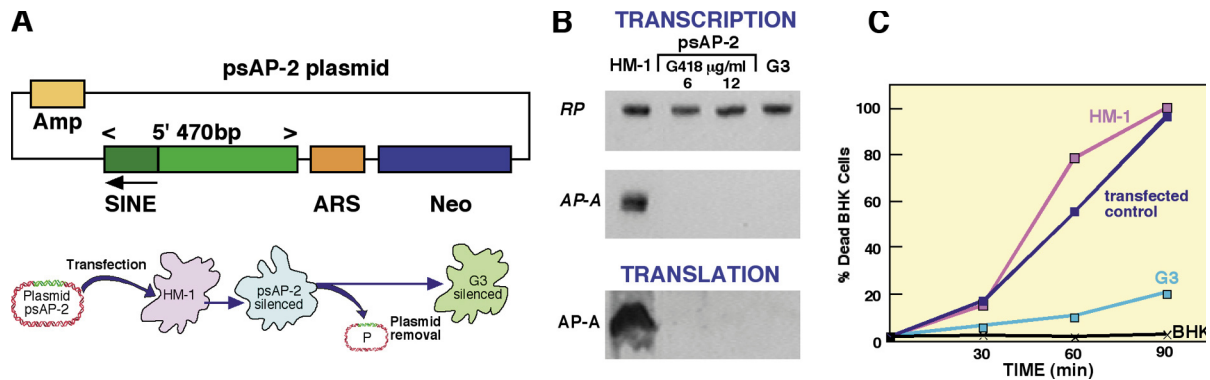 A
psAP-2 plasmid
Amp
< 5' 470bp >
SINE
ARS
Neo
Transfection
Plasmid
psAP-2
HM-1
psAP-2
silenced
G3
silenced
P
Plasmid
removal
B
TRANSCRIPTION
psAP-2
HM-1 G418 µg/ml G3
6 12
RP
AP-A
TRANSLATION
AP-A
C
% Dead BHK Cells
100
80
60
40
20
0
HM-1
transfected
control
G3
BHK
30 60 90
TIME (min)